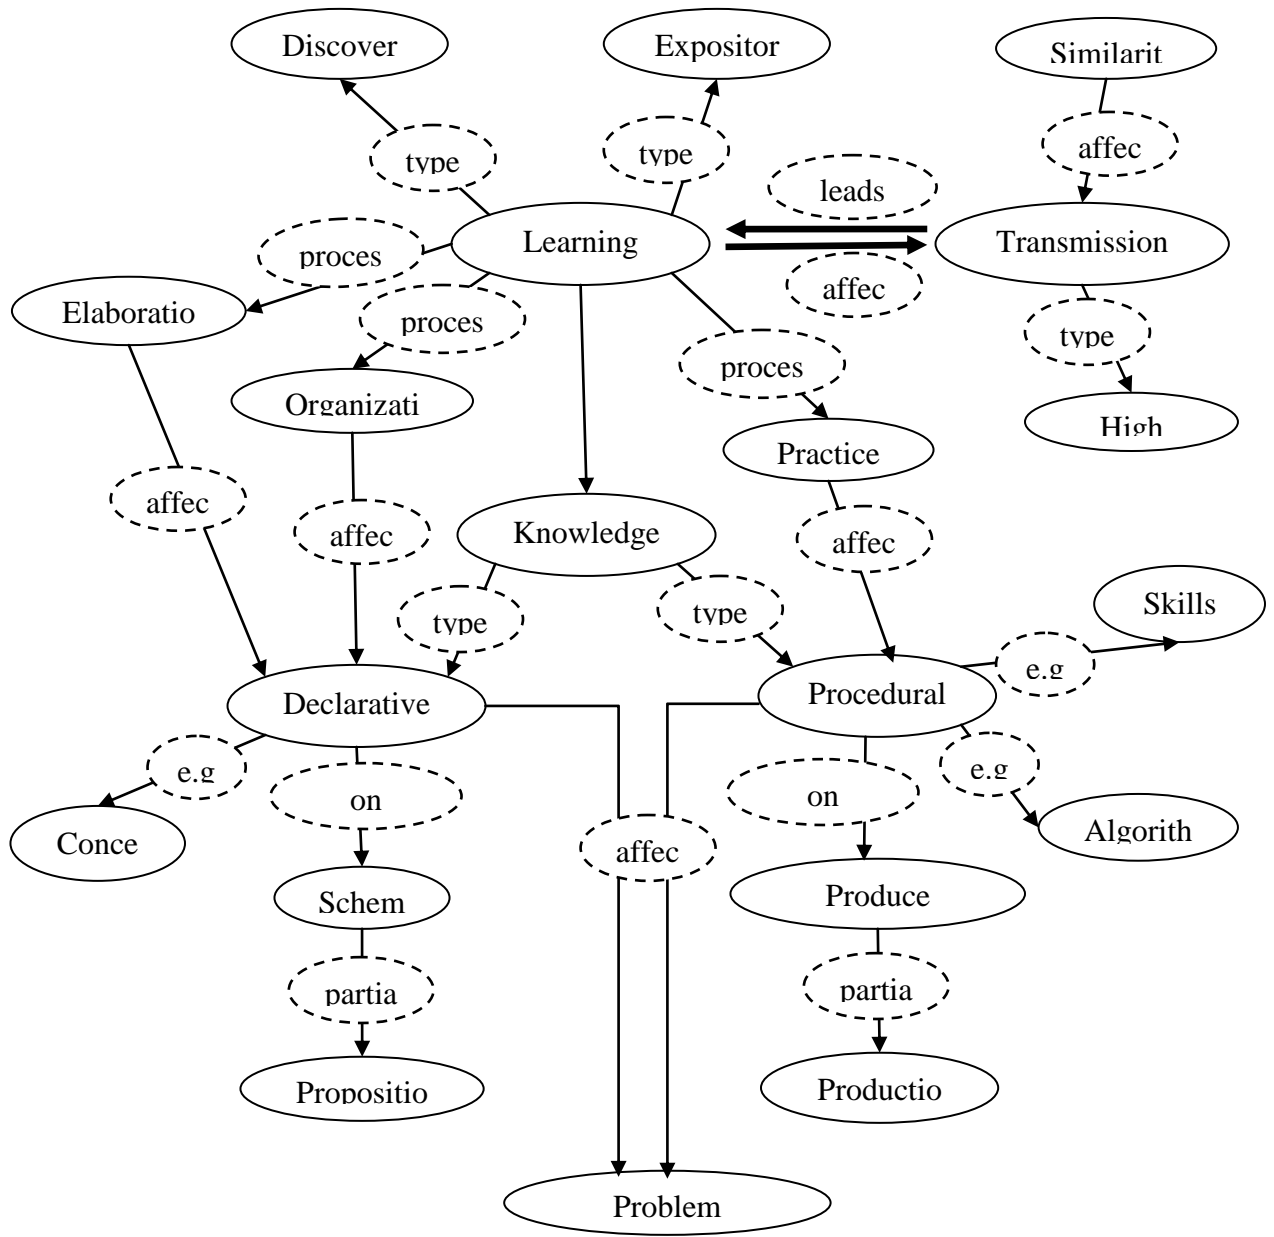 Discover
Expositor
Similarit
type
type
affec
leads
Learning
Transmission
proces
affec
Elaboratio
proces
type
proces
Organizati
High
Practice
affec
affec
Knowledge
affec
type
type
Skills
e.g
Declarative
Procedural
e.g
e.g
on
on
Conce
affec
Algorith
Schem
Produce
partia
partia
Propositio
Productio
Problem